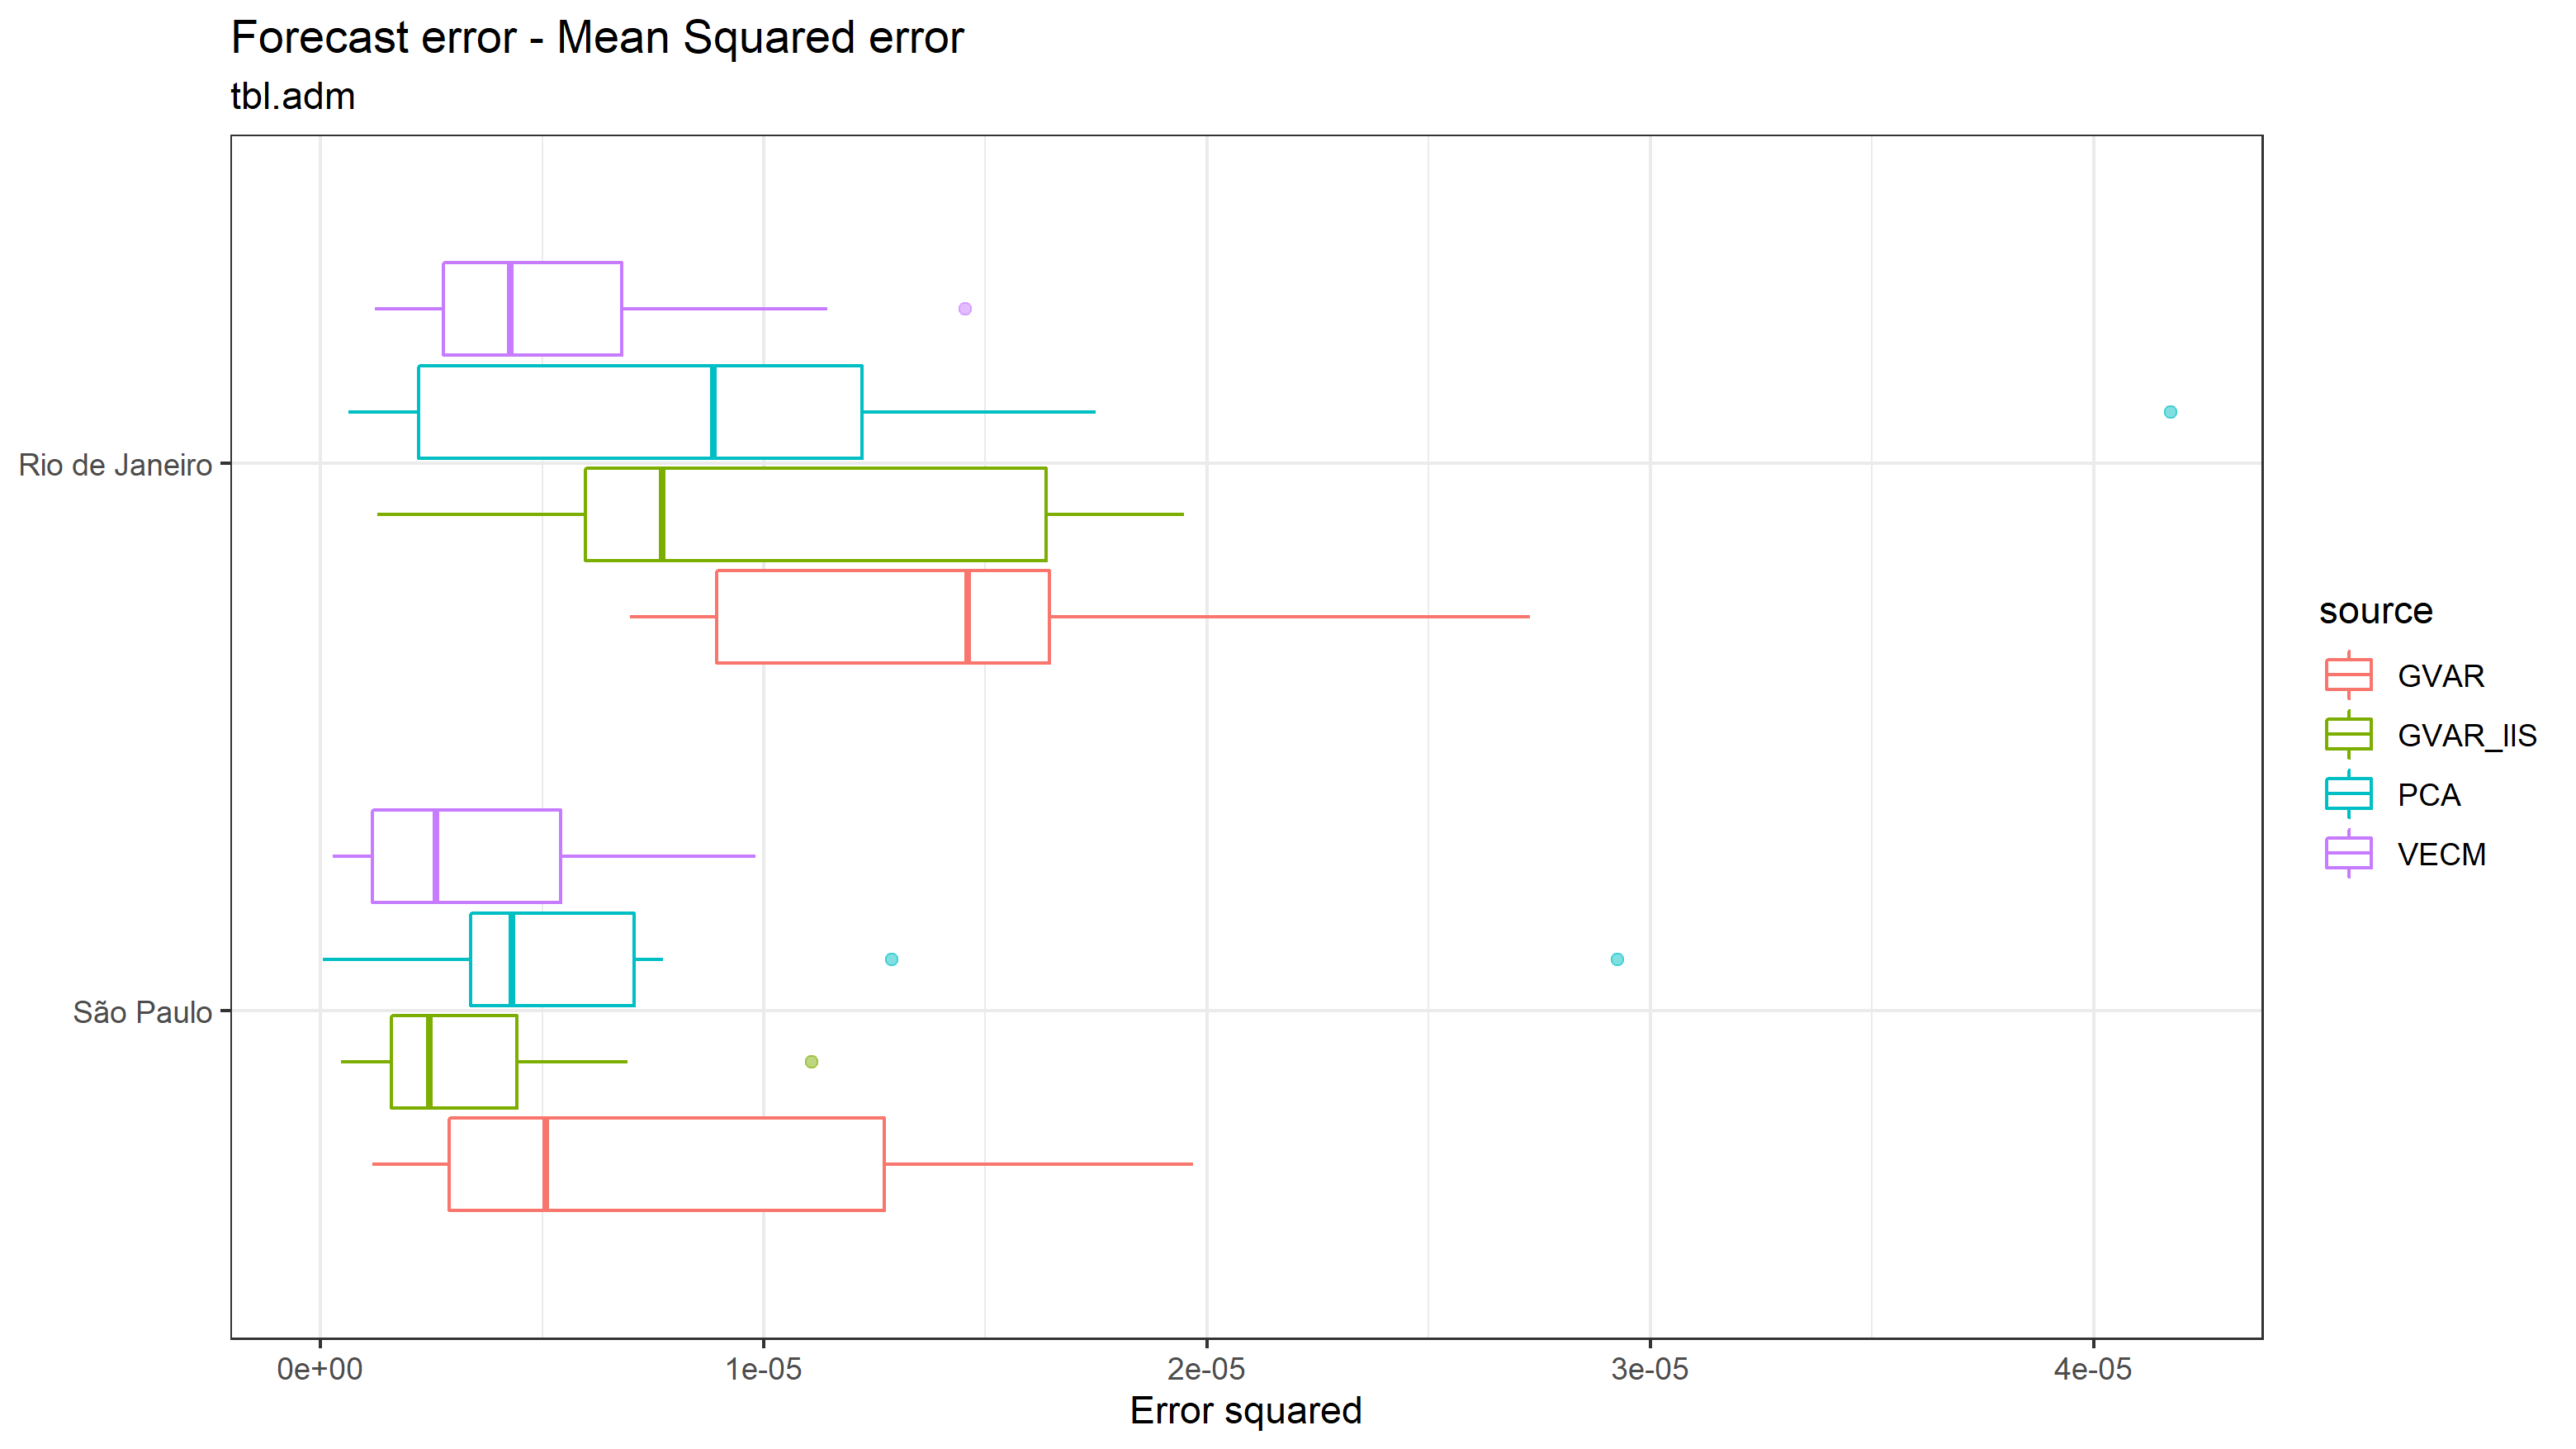 Forecast error - Mean Squared error
tbl.adm
Rio de Janeiro
São Paulo
0e+00
1e-05
2e-05
3e-05
4e-05
Error squared
source
GVAR
GVAR_IIS
PCA
VECM